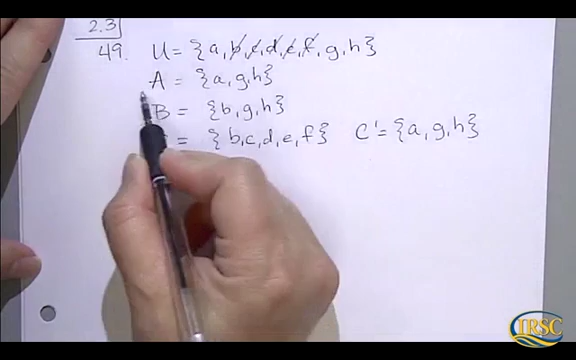 2.3
49. U = {a, b, c, d, e, f, g, h}
A = {a, g, h}
B = {b, g, h}
= {b, c, d, e, f} C' = {a, g, h}
IRSC